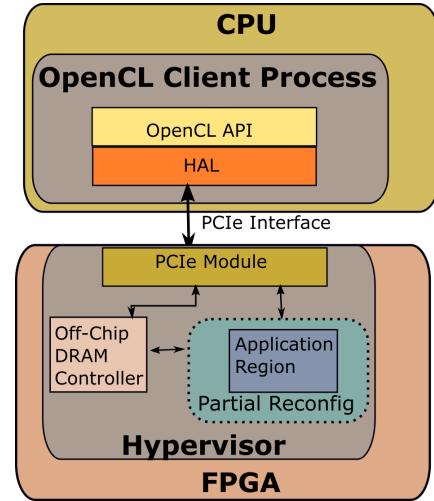 CPU
OpenCL Client Process
OpenCL API
HAL
PCIe Interface
PCIe Module
Off-Chip
DRAM
Controller
Application
Region
Partial Reconfig
Hypervisor
FPGA